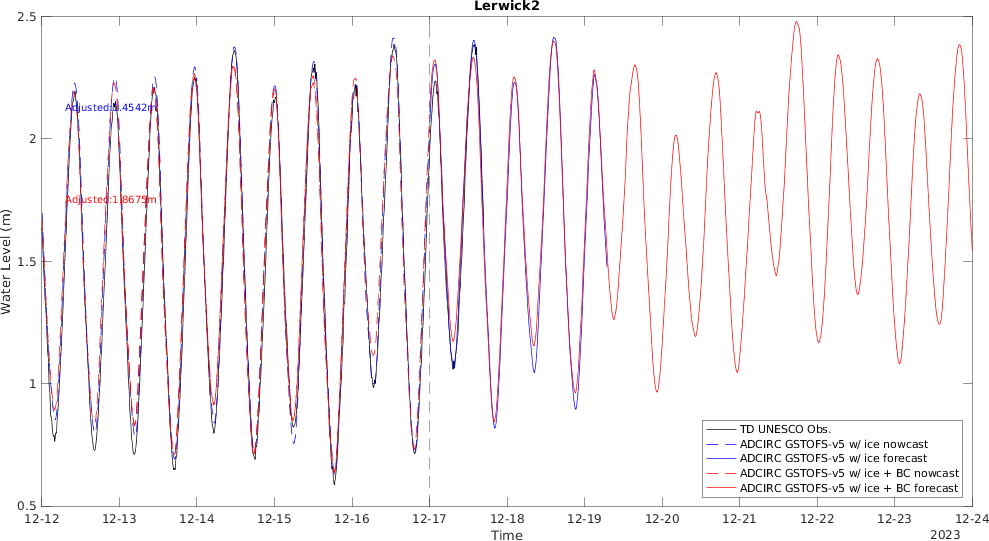 Lerwick2
2.5
2
1.5
1
0.5
Water Level (m)
Adjusted:1.4542m
Adjusted:1.8675m
TD UNESCO Obs.
ADCIRC GSTOFS-v5 w/ ice nowcast
ADCIRC GSTOFS-v5 w/ ice forecast
ADCIRC GSTOFS-v5 w/ ice + BC nowcast
ADCIRC GSTOFS-v5 w/ ice + BC forecast
12-12 12-13 12-14 12-15 12-16 12-17 12-18 12-19 12-20 12-21 12-22 12-23 12-24
Time
2023